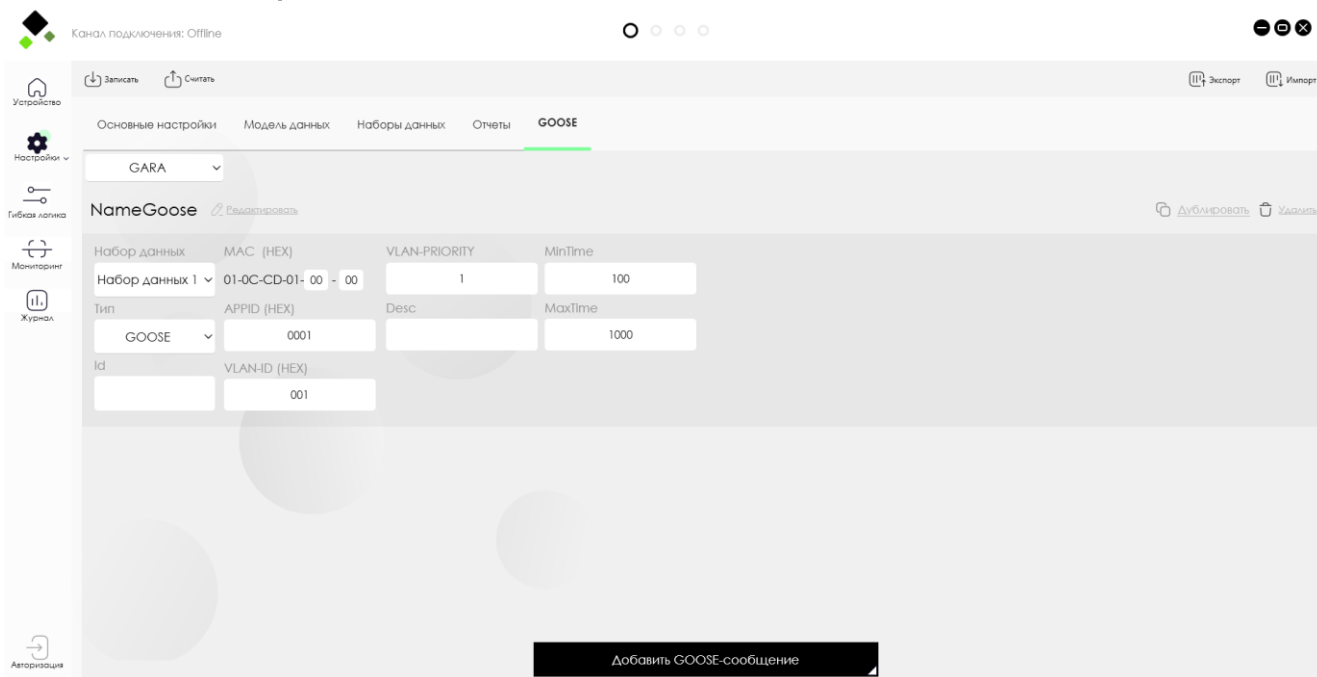 Канал подключения: Offline
Записать Считать Экспорт Импорт
Устройство
Настройки
Гибкая логика
Мониторинг
Журнал
Авторизация
Основные настройки Модель данных Наборы данных Отчеты GOOSE
GARA
NameGoose Редактировать Дублировать Удалить
Набор данных MAC (HEX) VLAN-PRIORITY MinTime
Набор данных 1 01-0C-CD-01- 00 - 00 1 100
Тип APPID (HEX) Desc MaxTime
GOOSE 0001 1000
Id VLAN-ID (HEX)
001
Добавить GOOSE-сообщение